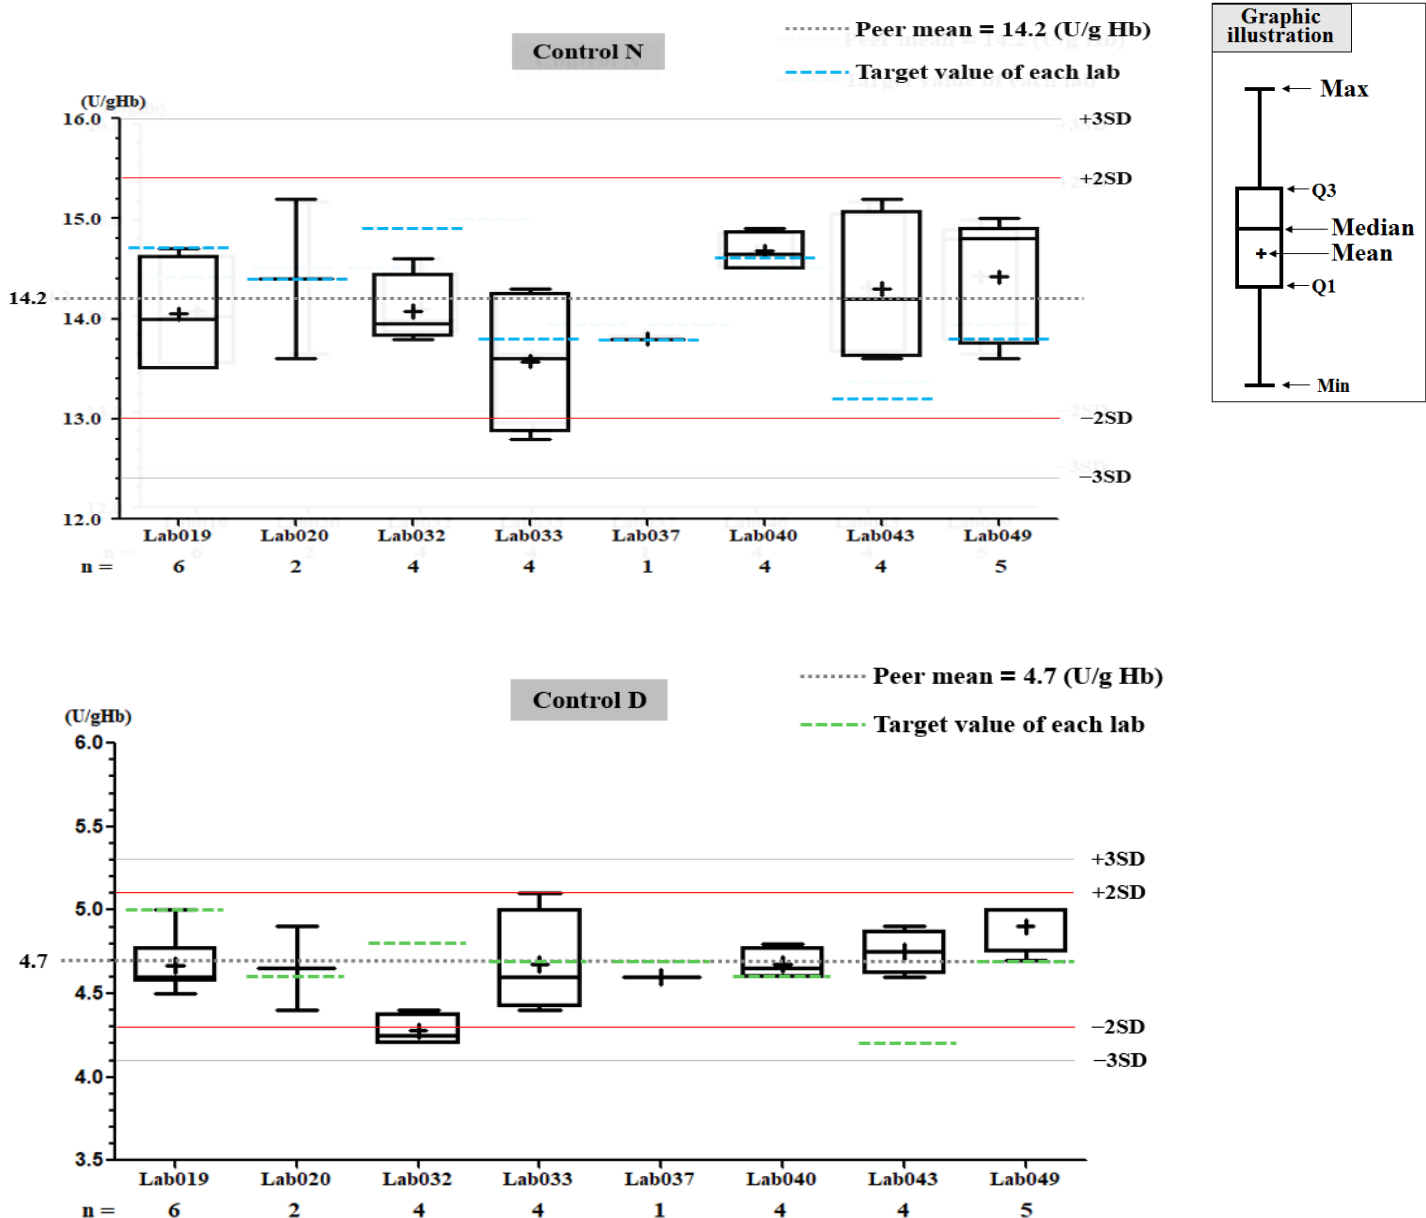 Control N
Peer mean = 14.2 (U/g Hb)
Target value of each lab
(U/gHb)
16.0
15.0
14.2
14.0
13.0
12.0
+3SD
+2SD
−2SD
−3SD
Lab019 Lab020 Lab032 Lab033 Lab037 Lab040 Lab043 Lab049
n = 6 2 4 4 1 4 4 5
Graphic
illustration
Max
Q3
Median
Mean
Q1
Min
Control D
Peer mean = 4.7 (U/g Hb)
Target value of each lab
(U/gHb)
6.0
5.5
5.0
4.7
4.5
4.0
3.5
+3SD
+2SD
−2SD
−3SD
Lab019 Lab020 Lab032 Lab033 Lab037 Lab040 Lab043 Lab049
n = 6 2 4 4 1 4 4 5